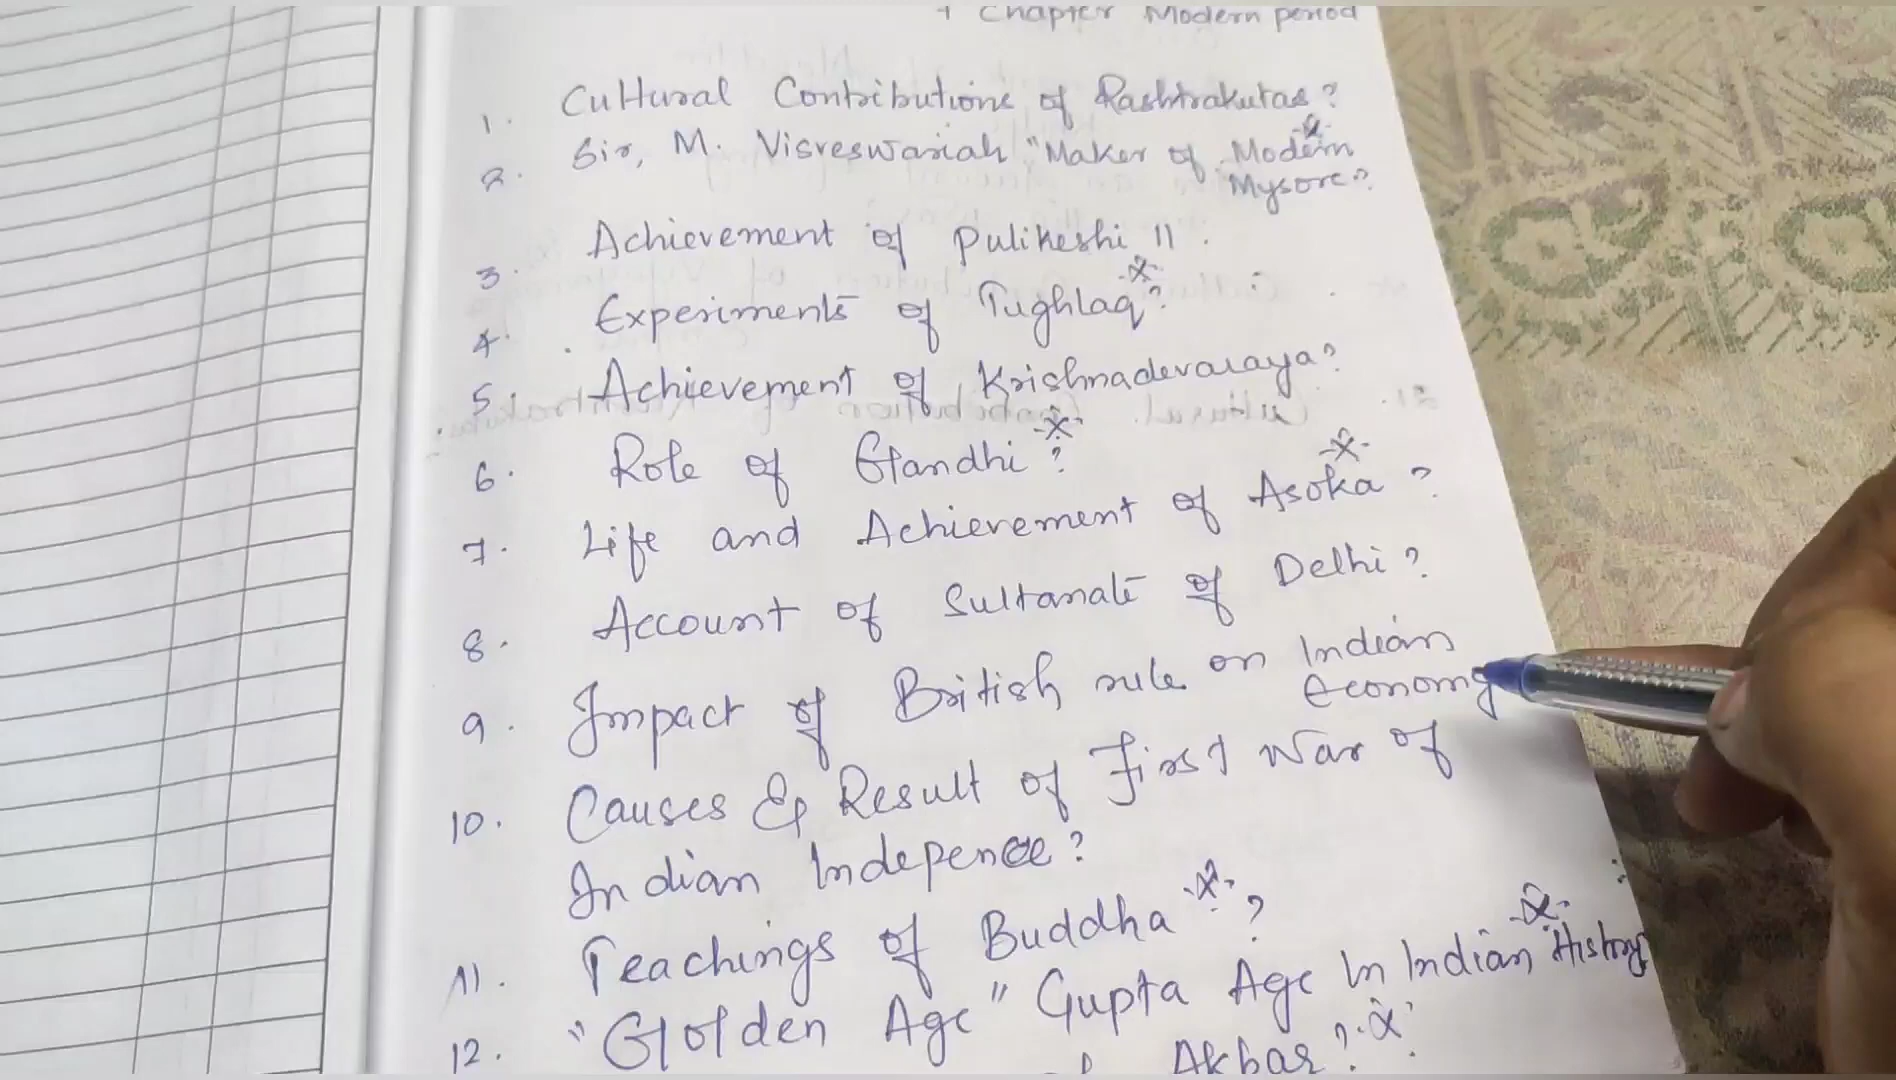 Chapter Modern period
1. Cultural Contributions of Rashtrakutas?
2. Sir, M. Visveswariah "Maker of Modern
Mysore?
3. Achievement of Pulikeshi II.
4. Experiments of Tughlaq?
5. Achievement of Krishnadevaraya?
6. Role of Gandhi?
7. Life and Achievement of Asoka?
8. Account of Sultanate of Delhi?
9. Impact of British rule on Indian
Economy
10. Causes & Result of First War of
Indian Indepence?
11. Teachings of Buddha?
12. "Golden Age" Gupta Age In Indian History
Akbar?